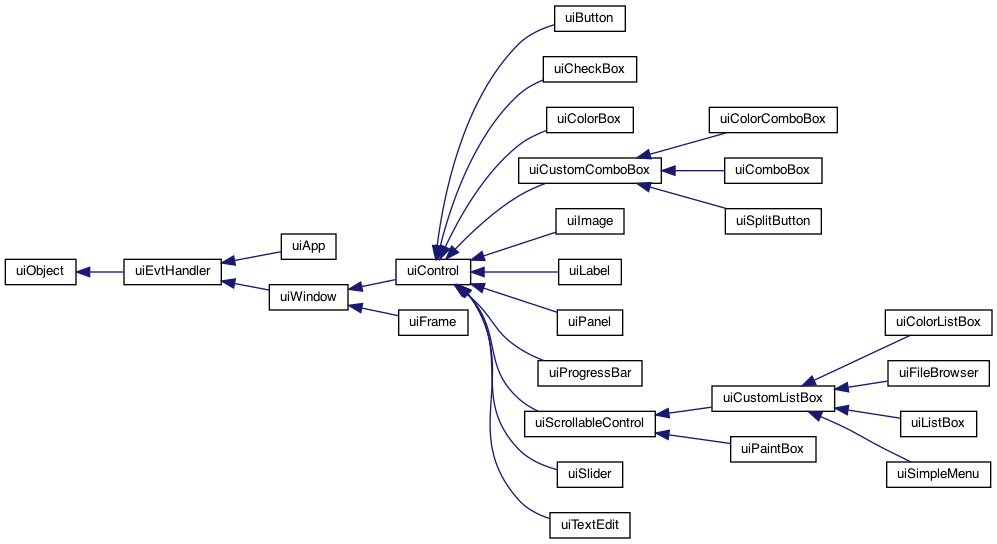 uiButton
uiCheckBox
uiColorBox
uiColorComboBox
uiCustomComboBox
uiComboBox
uiSplitButton
uiImage
uiApp
uiObject
uiEvtHandler
uiControl
uiLabel
uiWindow
uiFrame
uiPanel
uiColorListBox
uiProgressBar
uiFileBrowser
uiCustomListBox
uiScrollableControl
uiListBox
uiPaintBox
uiSlider
uiSimpleMenu
uiTextEdit